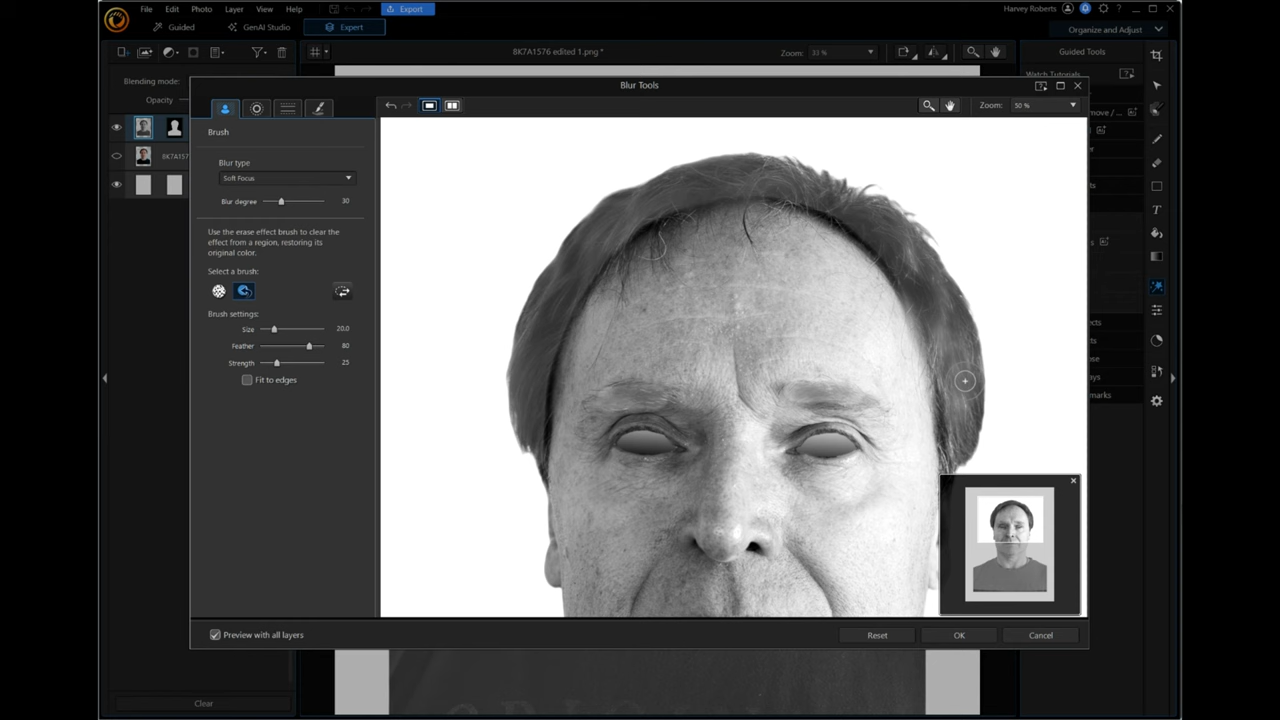 File Edit Photo Layer View Help Export Harvey Roberts
Guided GenAI Studio Expert Organize and Adjust
8K7A1576 edited 1.png * Zoom: 33 % Guided Tools
Watch Tutorials
Blending mode:
Opacity
8K7A157
Blur Tools
Zoom: 50 %
Brush
Blur type
Soft Focus
Blur degree 30
Use the erase effect brush to clear the
effect from a region, restoring its
original color.
Select a brush:
Brush settings:
Size 20.0
Feather 80
Strength 25
Fit to edges
Preview with all layers Reset OK Cancel
Clear